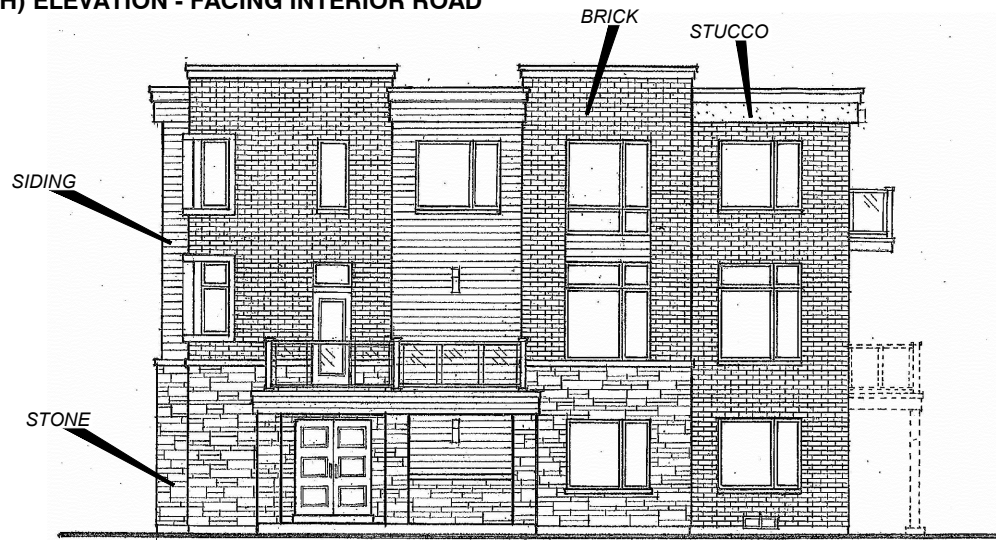 H) ELEVATION - FACING INTERIOR ROAD
BRICK
STUCCO
SIDING
STONE